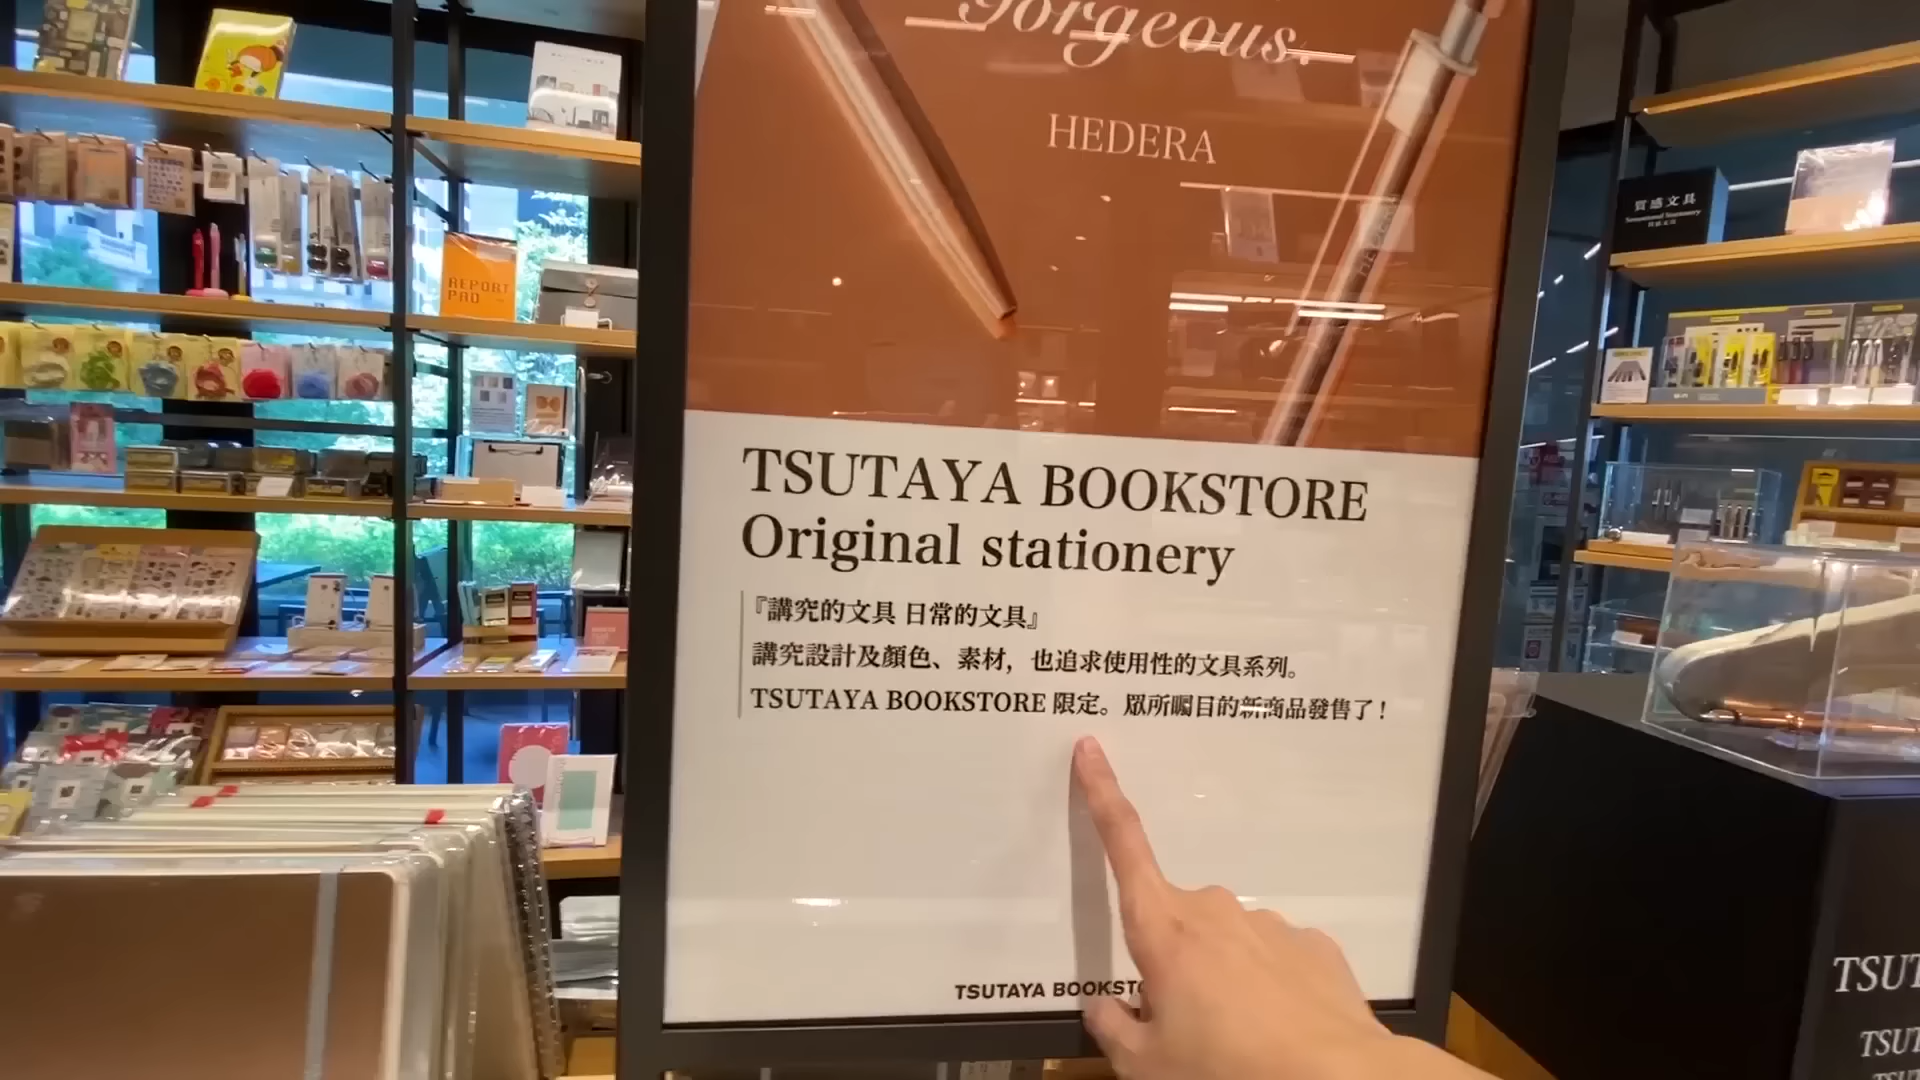 gorgeous.
HEDERA
TSUTAYA BOOKSTORE
Original stationery
『講究的文具 日常的文具』
講究設計及顏色、素材，也追求使用性的文具系列。
TSUTAYA BOOKSTORE 限定。眾所矚目的新商品發售了！
TSUTAYA BOOKSTO
REPORT
PAD
質感文具
Sensational Stationery
TSUT
TSUT